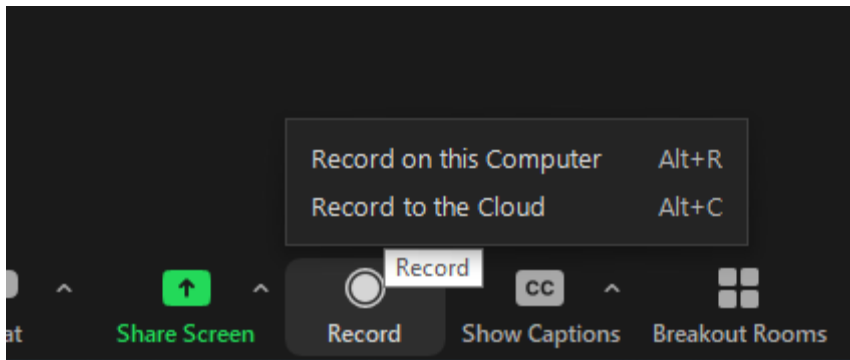 Record on this Computer Alt+R
Record to the Cloud Alt+C
Record
CC
at Share Screen Record Show Captions Breakout Rooms